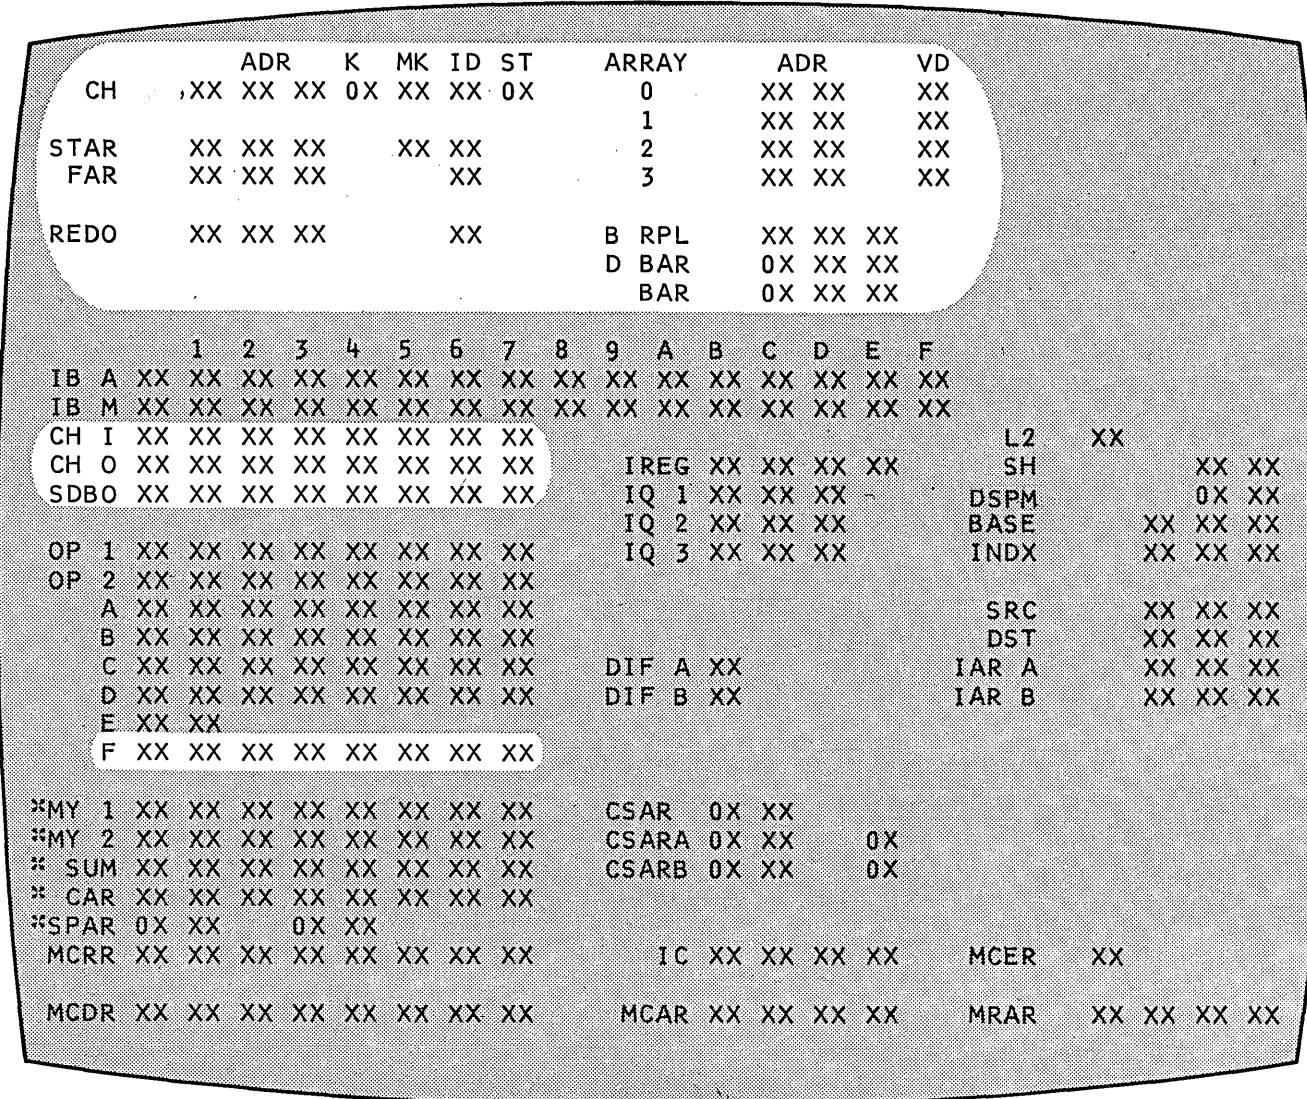 ADR K MK ID ST ARRAY ADR VD
CH XX XX XX 0X XX XX 0X 0 XX XX XX
1 XX XX XX
STAR XX XX XX XX XX 2 XX XX XX
FAR XX XX XX XX 3 XX XX XX
REDO XX XX XX XX B RPL XX XX XX
D BAR 0X XX XX
BAR 0X XX XX
1 2 3 4 5 6 7 8 9 A B C D E F
IB A XX XX XX XX XX XX XX XX XX XX XX XX XX XX XX XX
IB M XX XX XX XX XX XX XX XX XX XX XX XX XX XX XX XX
CH I XX XX XX XX XX XX XX XX L2 XX
CH O XX XX XX XX XX XX XX XX IREG XX XX XX XX SH XX XX
SDBO XX XX XX XX XX XX XX XX IQ 1 XX XX XX DSPM 0X XX
IQ 2 XX XX XX BASE XX XX XX
OP 1 XX XX XX XX XX XX XX XX IQ 3 XX XX XX INDX XX XX XX
OP 2 XX XX XX XX XX XX XX XX
A XX XX XX XX XX XX XX XX SRC XX XX XX
B XX XX XX XX XX XX XX XX DST XX XX XX
C XX XX XX XX XX XX XX XX DIF A XX IAR A XX XX XX
D XX XX XX XX XX XX XX XX DIF B XX IAR B XX XX XX
E XX XX
F XX XX XX XX XX XX XX XX
*MY 1 XX XX XX XX XX XX XX XX CSAR 0X XX
*MY 2 XX XX XX XX XX XX XX XX CSARA 0X XX 0X
* SUM XX XX XX XX XX XX XX XX CSARB 0X XX 0X
* CAR XX XX XX XX XX XX XX XX
*SPAR 0X XX 0X XX
MCRR XX XX XX XX XX XX XX XX IC XX XX XX XX MCER XX
MCDR XX XX XX XX XX XX XX XX MCAR XX XX XX XX MRAR XX XX XX XX